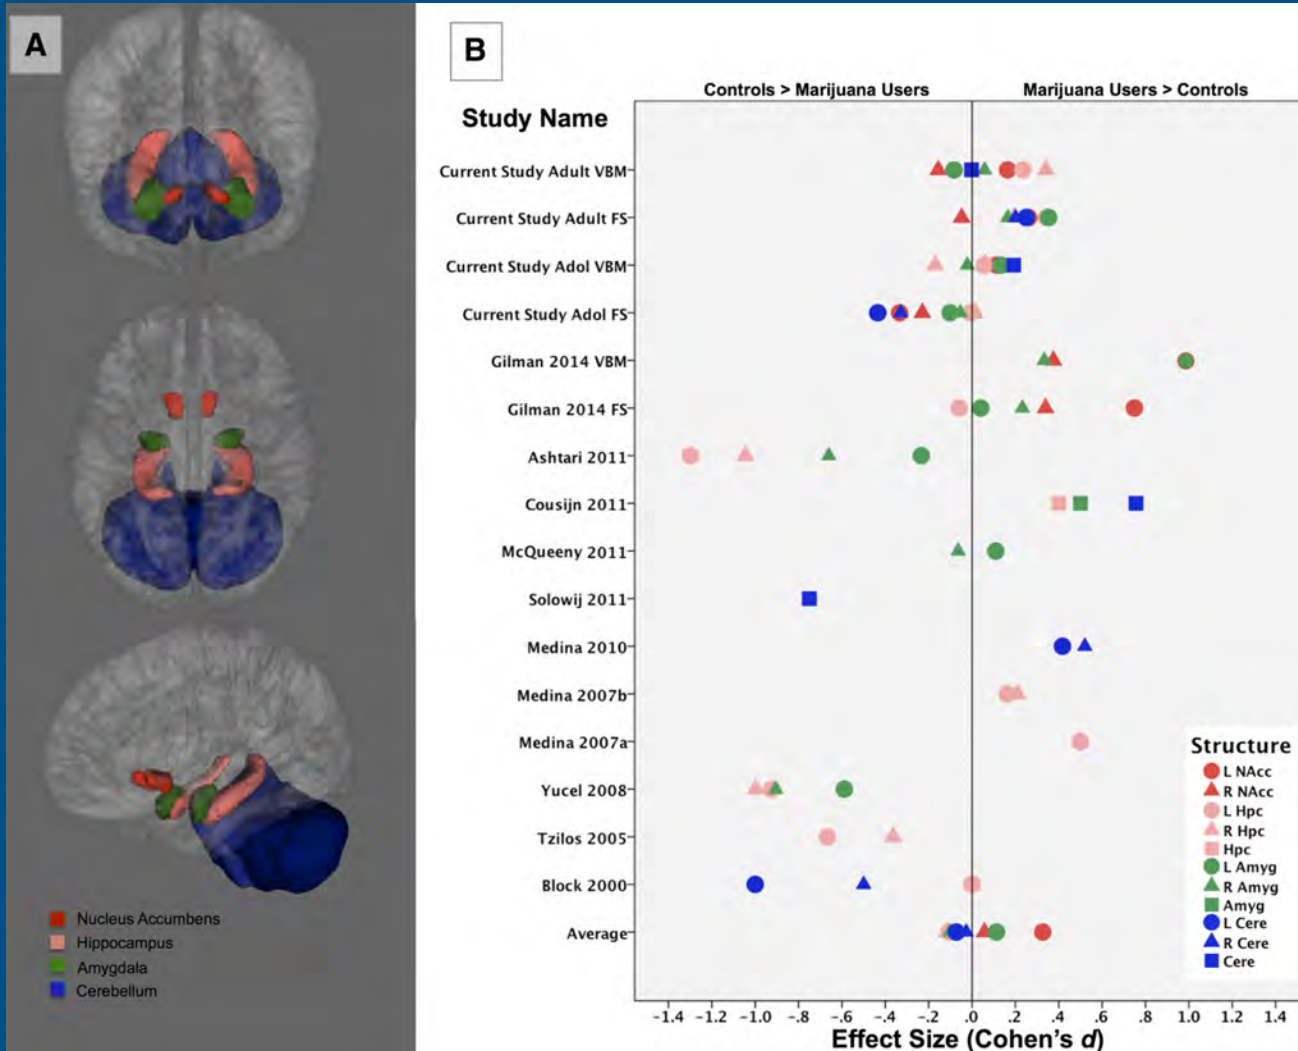 A
Nucleus Accumbens
Hippocampus
Amygdala
Cerebellum
B
Controls > Marijuana Users
Marijuana Users > Controls
Study Name
Current Study Adult VBM
Current Study Adult FS
Current Study Adol VBM
Current Study Adol FS
Gilman 2014 VBM
Gilman 2014 FS
Ashtari 2011
Cousijn 2011
McQueeny 2011
Solowij 2011
Medina 2010
Medina 2007b
Medina 2007a
Yucel 2008
Tzilos 2005
Block 2000
Average
Structure
L NAcc
R NAcc
L Hpc
R Hpc
Hpc
L Amyg
R Amyg
Amyg
L Cere
R Cere
Cere
-1.4 -1.2 -1.0 -.8 -.6 -.4 -.2 .0 .2 .4 .6 .8 1.0 1.2 1.4
Effect Size (Cohen's d)